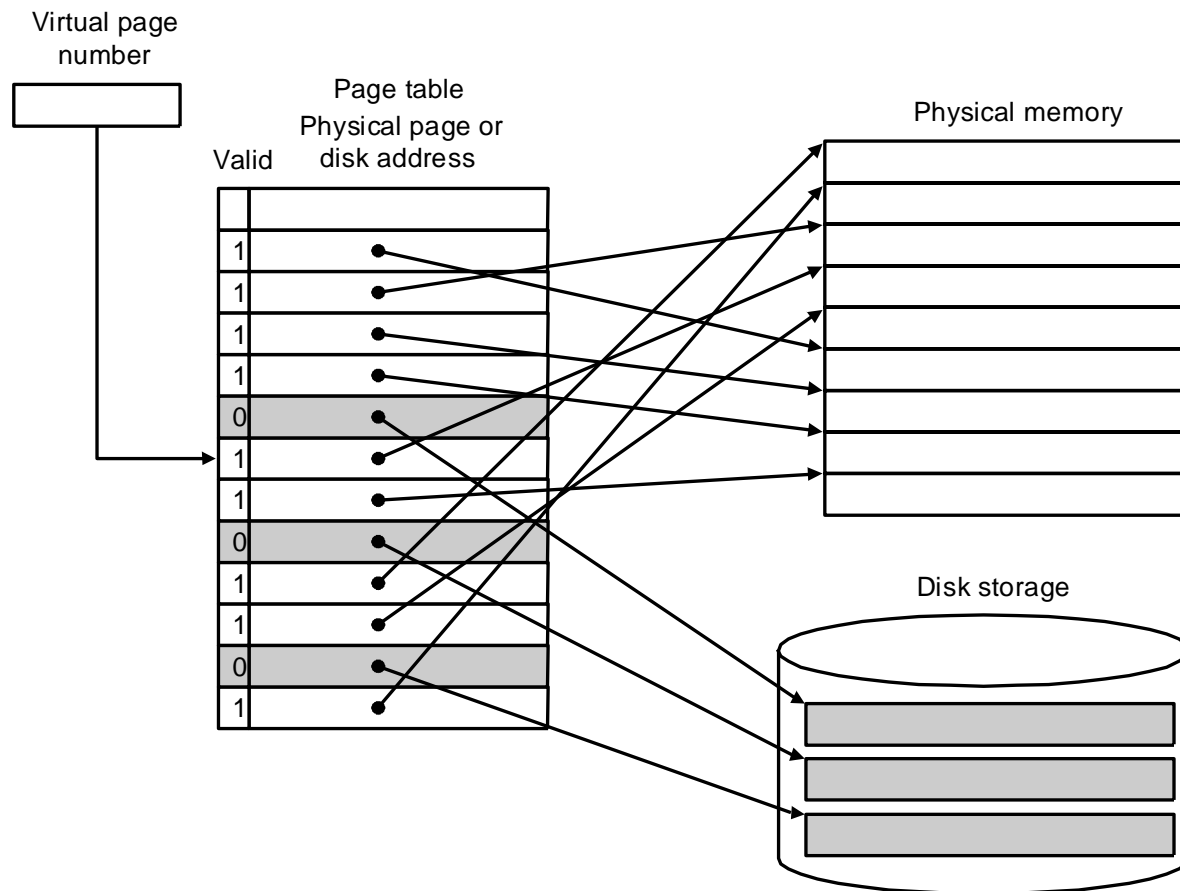 Virtual page
number
Page table
Physical page or
disk address
Valid
Physical memory
1
1
1
1
0
1
1
0
1
1
0
1
Disk storage